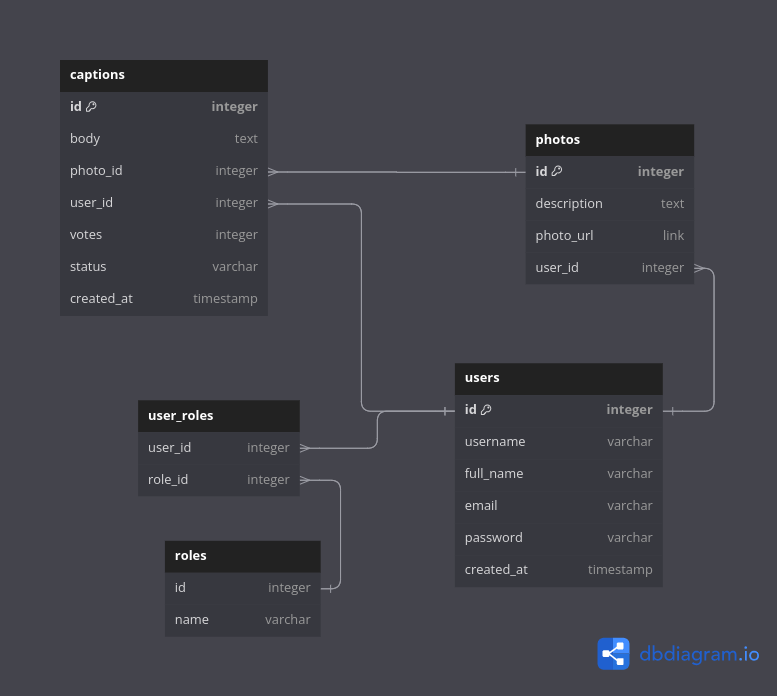 captions
id integer
body text
photo_id integer
user_id integer
votes integer
status varchar
created_at timestamp
photos
id integer
description text
photo_url link
user_id integer
users
id integer
username varchar
full_name varchar
email varchar
password varchar
created_at timestamp
user_roles
user_id integer
role_id integer
roles
id integer
name varchar
dbdiagram.io